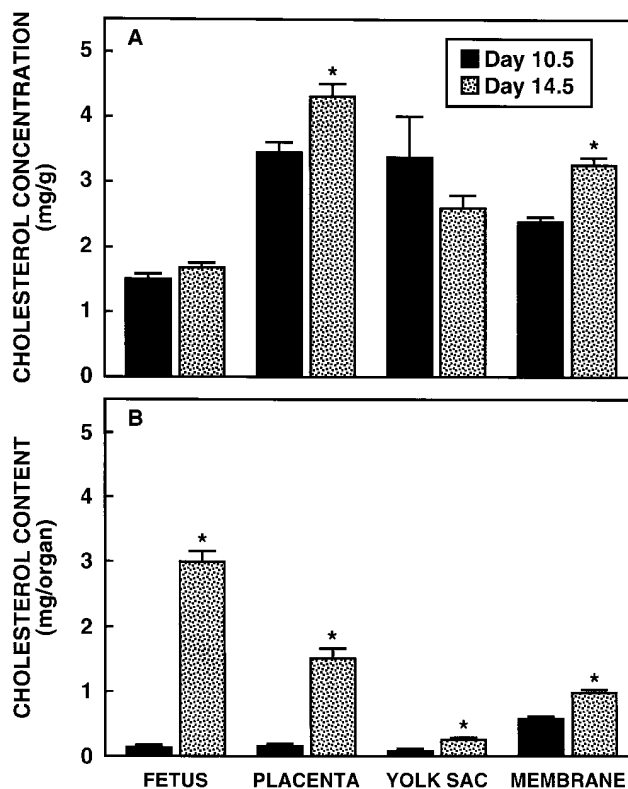 A
Day 10.5
Day 14.5
CHOLESTEROL CONCENTRATION
(mg/g)
5
4
3
2
1
0
*
*
B
CHOLESTEROL CONTENT
(mg/organ)
5
4
3
2
1
0
*
*
*
*
FETUS PLACENTA YOLK SAC MEMBRANE